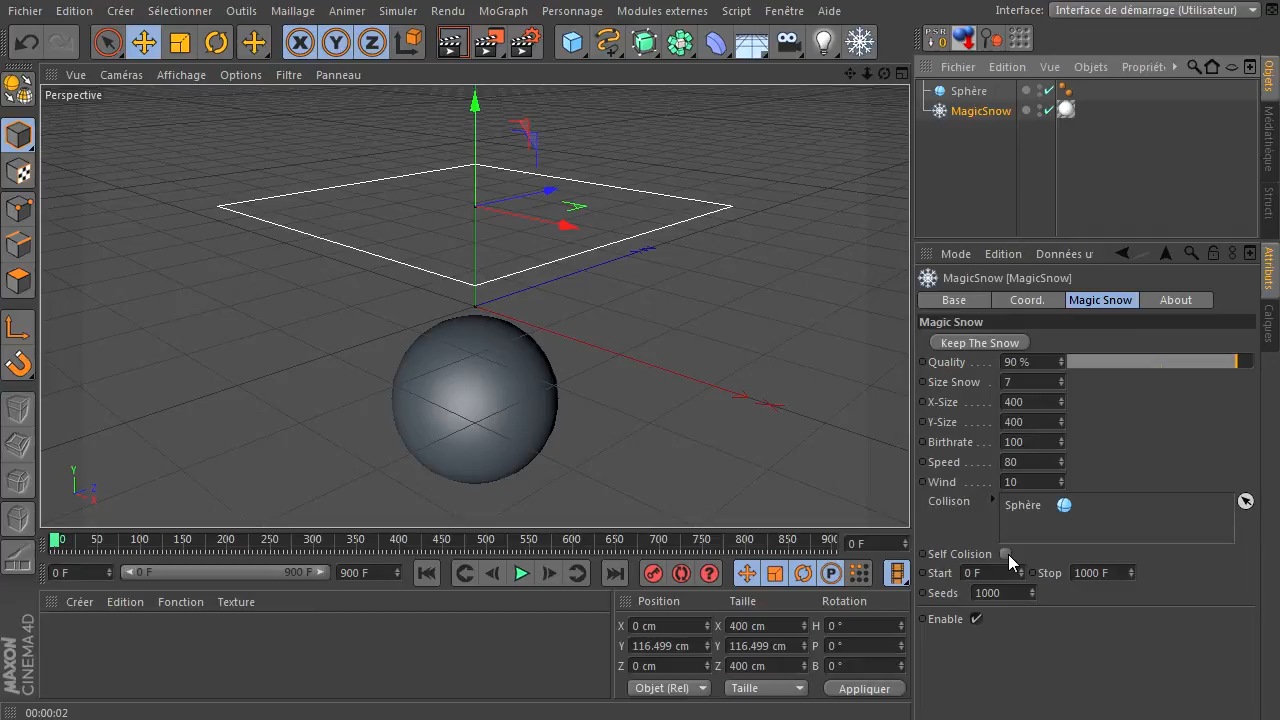 Fichier Edition Créer Sélectionner Outils Maillage Animer Simuler Rendu MoGraph Personnage Modules externes Script Fenêtre Aide Interface: Interface de démarrage (Utilisateur)
X Y Z PSR 0
Vue Caméras Affichage Options Filtre Panneau
Fichier Edition Vue Objets Propriét
Perspective
Sphère
MagicSnow
Objets
Médiathèque
Structi
Mode Edition Données u
MagicSnow [MagicSnow]
Base Coord. Magic Snow About
Attributs
Calques
Magic Snow
Keep The Snow
Quality 90 %
Size Snow 7
X-Size 400
Y-Size 400
Birthrate 100
Speed 80
Wind 10
Collison Sphère
Self Collision
Start 0 F Stop 1000 F
Seeds 1000
Enable
Y
Z
X
0 50 100 150 200 250 300 350 400 450 500 550 600 650 700 750 800 850 900 0 F
0 F 0 F 900 F 900 F
P
Créer Edition Fonction Texture
Position Taille Rotation
X 0 cm X 400 cm H 0 °
Y 116.499 cm Y 116.499 cm P 0 °
Z 0 cm Z 400 cm B 0 °
Objet (Rel) Taille Appliquer
MAXON
CINEMA 4D
00:00:02